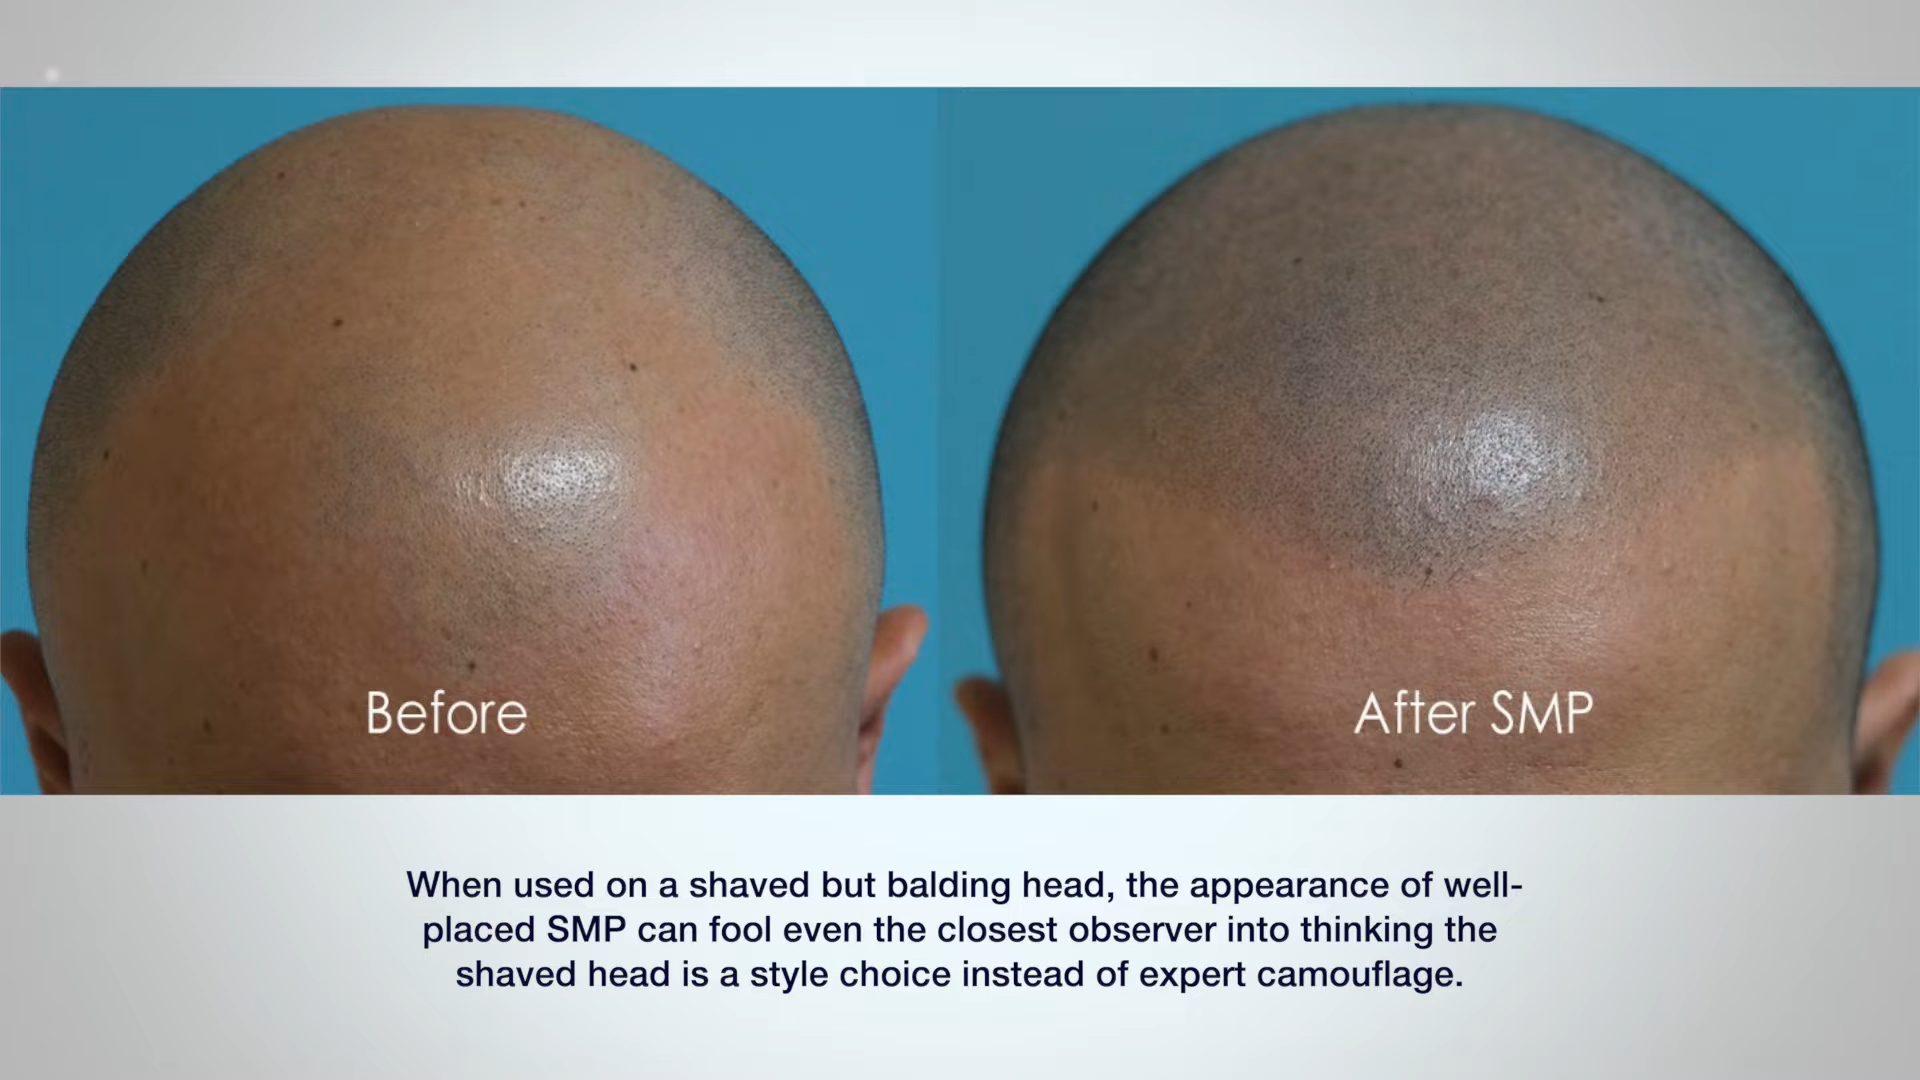 Before
After SMP
When used on a shaved but balding head, the appearance of well-
placed SMP can fool even the closest observer into thinking the
shaved head is a style choice instead of expert camouflage.